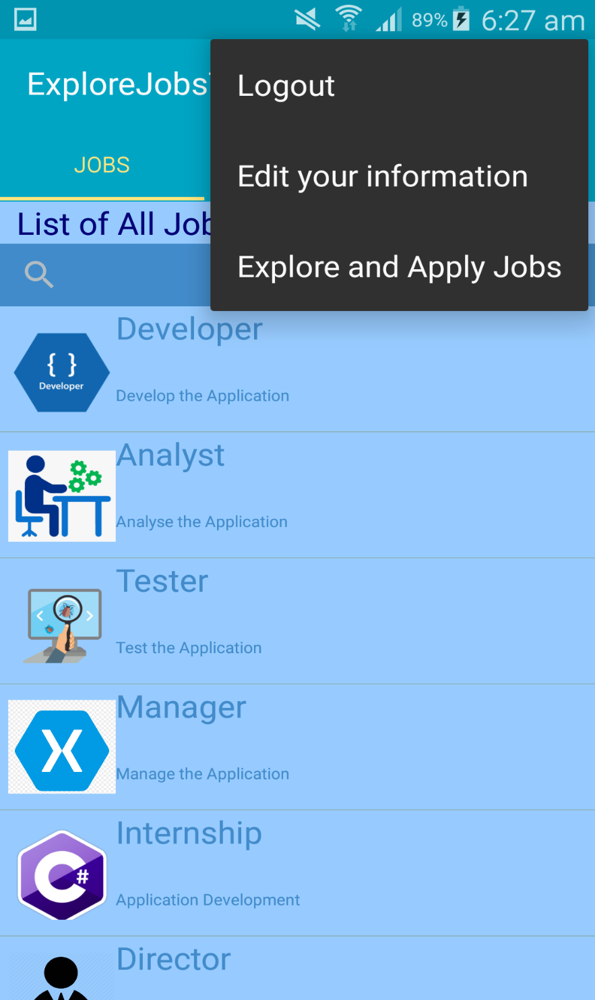 89% 6:27 am
ExploreJobs
Logout
JOBS
Edit your information
List of All Job
Explore and Apply Jobs
Developer
{ }
Developer
Develop the Application
Analyst
Analyse the Application
Tester
< >
Test the Application
Manager
X
Manage the Application
Internship
C#
Application Development
Director